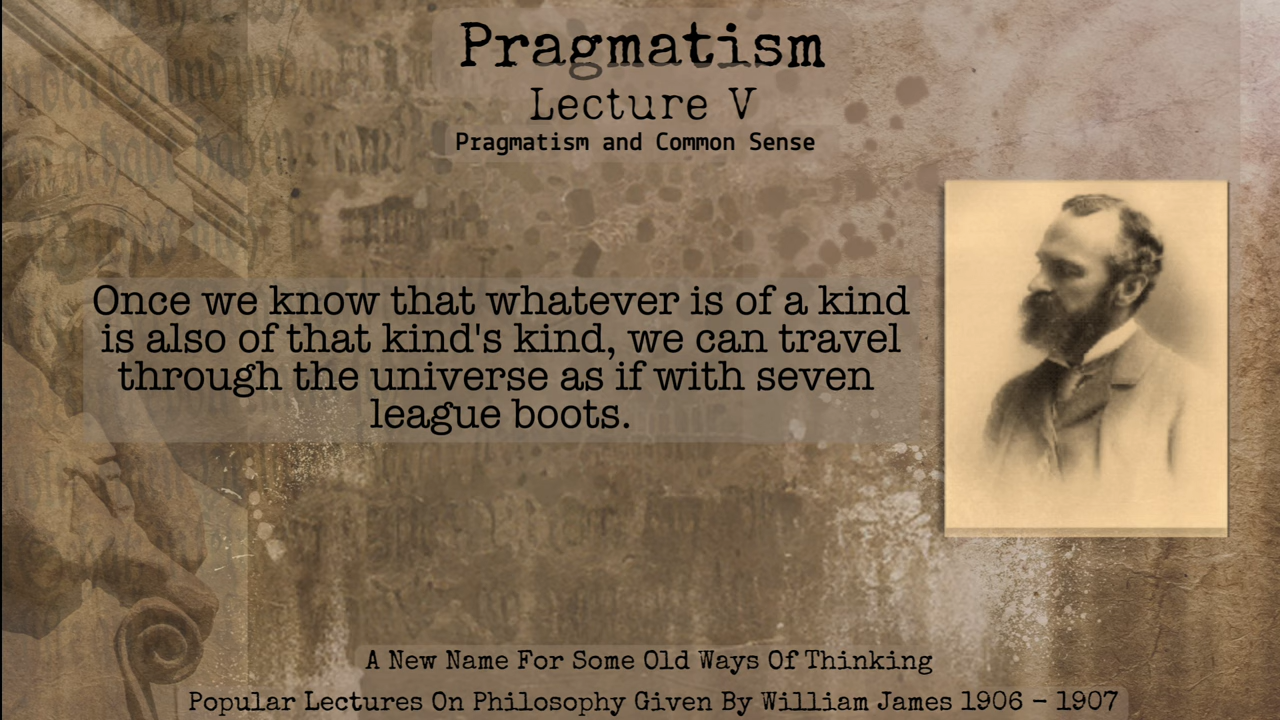 Pragmatism
Lecture V
Pragmatism and Common Sense
Once we know that whatever is of a kind
is also of that kind's kind, we can travel
through the universe as if with seven
league boots.
A New Name For Some Old Ways Of Thinking
Popular Lectures On Philosophy Given By William James 1906 – 1907